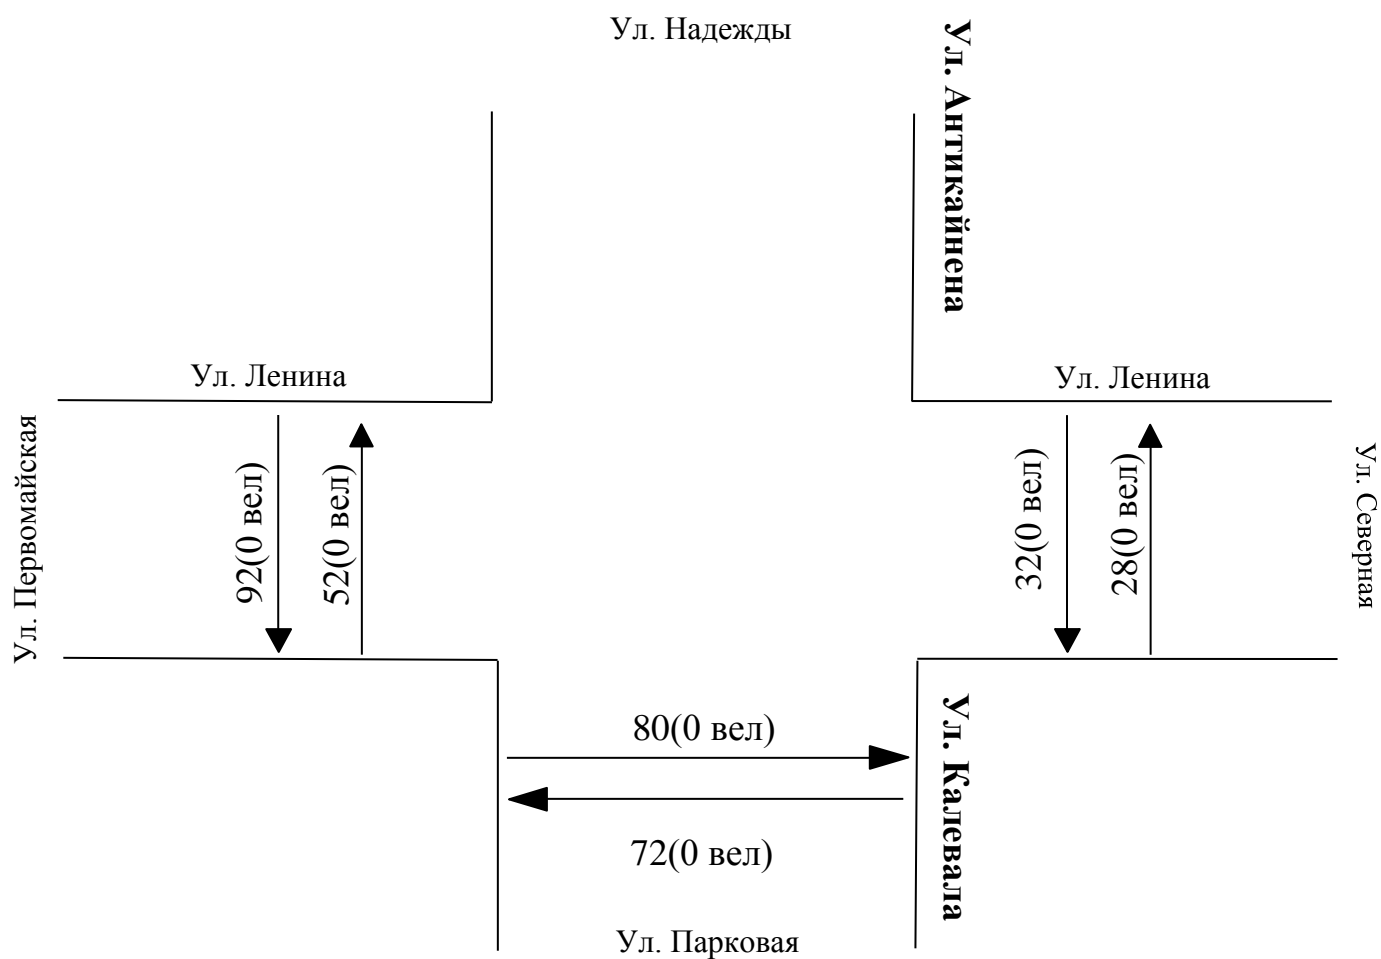 Ул. Надежды
Ул. Антикайнена
Ул. Ленина
Ул. Ленина
Ул. Первомайская
92(0 вел)
52(0 вел)
32(0 вел)
28(0 вел)
Ул. Северная
80(0 вел)
72(0 вел)
Ул. Калевала
Ул. Парковая